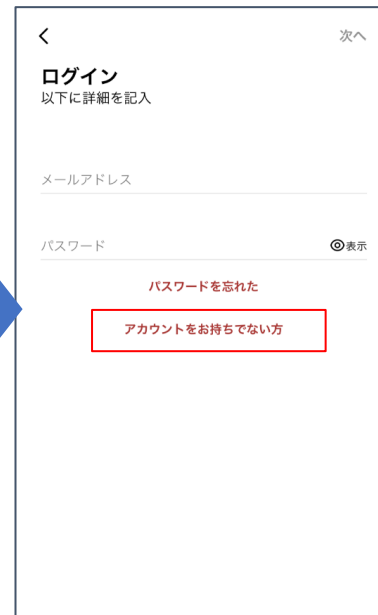 次へ
ログイン
以下に詳細を記入
メールアドレス
パスワード
表示
パスワードを忘れた
アカウントをお持ちでない方